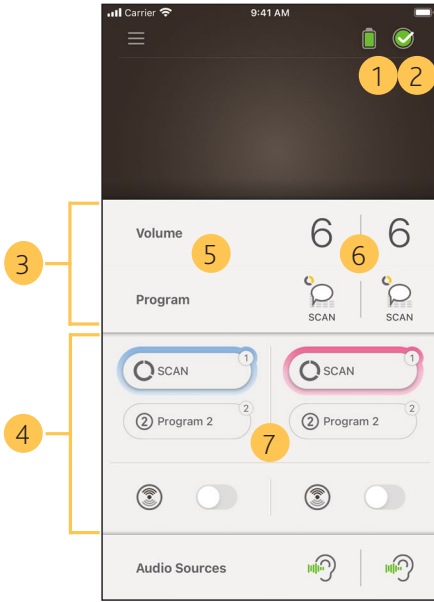 Carrier 9:41 AM
1 2
3
Volume 6 6
5 6
Program
SCAN SCAN
4
SCAN 1 SCAN 1
2 Program 2 2 2 Program 2 2
7
Audio Sources